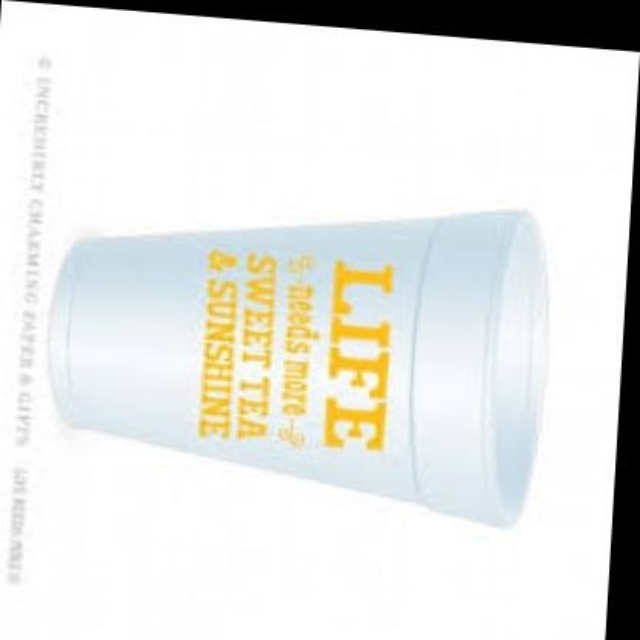 LIFE
needs more
SWEET TEA
& SUNSHINE
© INCREDIBLY CHARMING PAPER & GIFTS